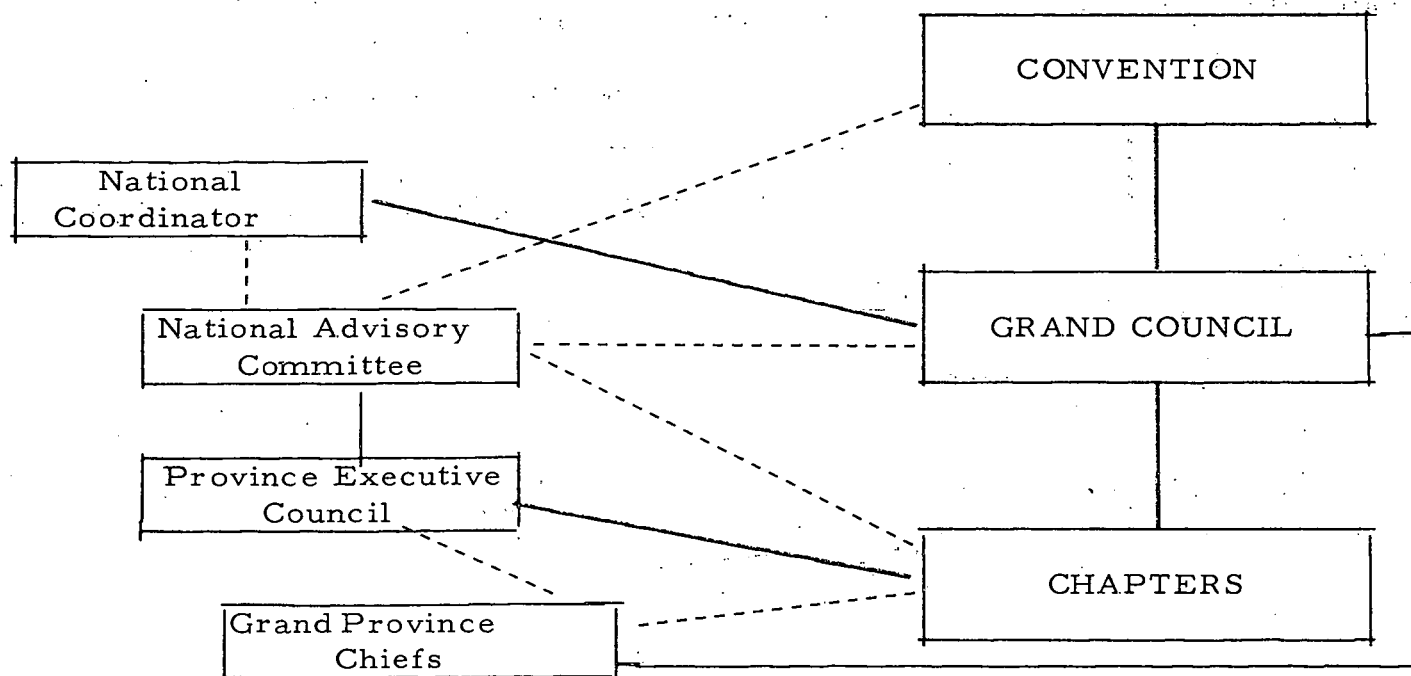 CONVENTION
National
Coordinator
National Advisory
Committee
GRAND COUNCIL
Province Executive
Council
CHAPTERS
Grand Province
Chiefs